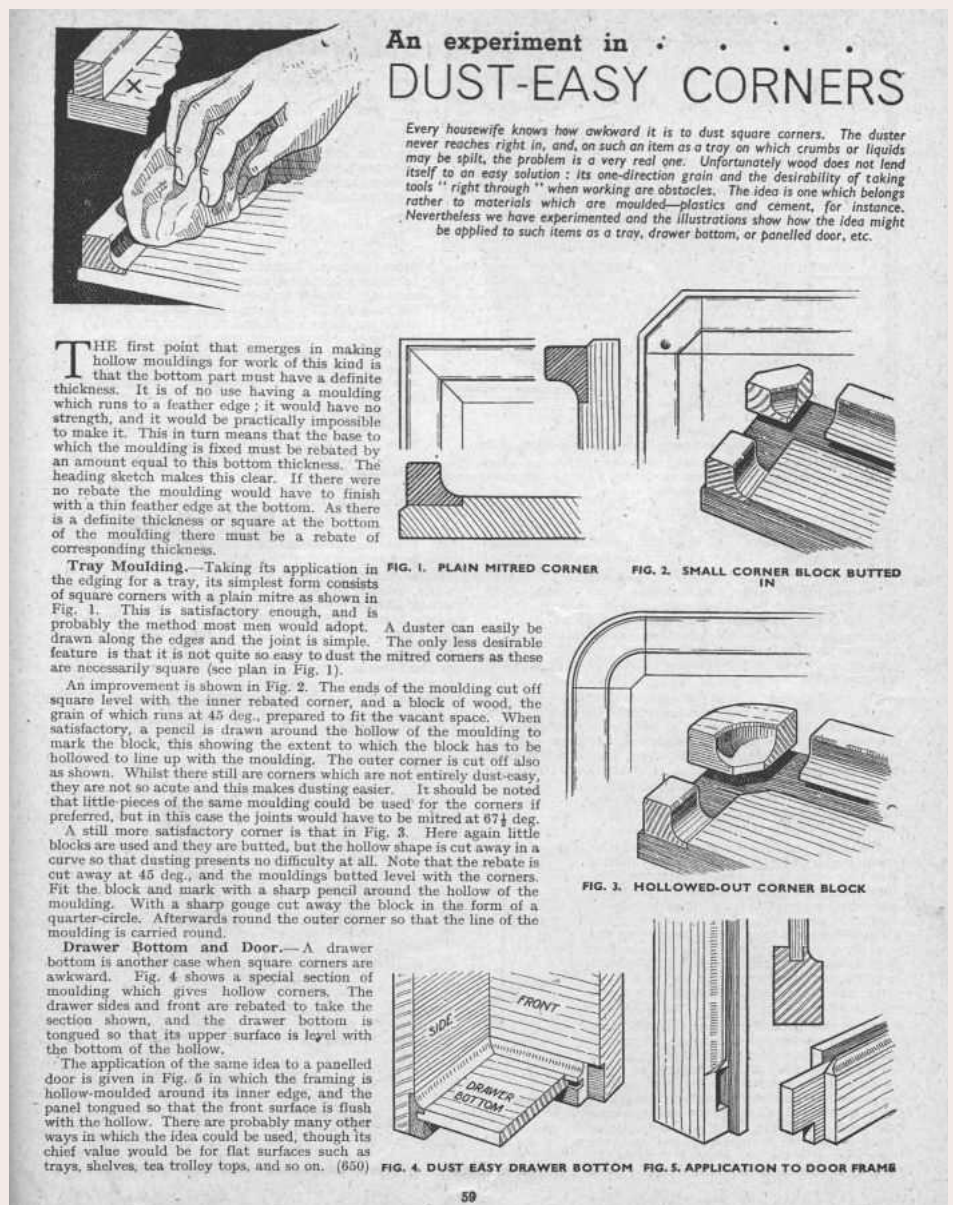 An experiment in . . . .
DUST-EASY CORNERS
Every housewife knows how awkward it is to dust square corners. The duster
never reaches right in, and, on such an item as a tray on which crumbs or liquids
may be spilt, the problem is a very real one. Unfortunately wood does not lend
itself to an easy solution : its one-direction grain and the desirability of taking
tools " right through " when working are obstacles. The idea is one which belongs
rather to materials which are moulded—plastics and cement, for instance.
Nevertheless we have experimented and the illustrations show how the idea might
be applied to such items as a tray, drawer bottom, or panelled door, etc.
X
THE first point that emerges in making
hollow mouldings for work of this kind is
that the bottom part must have a definite
thickness. It is of no use having a moulding
which runs to a feather edge ; it would have no
strength, and it would be practically impossible
to make it. This in turn means that the base to
which the moulding is fixed must be rebated by
an amount equal to this bottom thickness. The
heading sketch makes this clear. If there were
no rebate the moulding would have to finish
with a thin feather edge at the bottom. As there
is a definite thickness or square at the bottom
of the moulding there must be a rebate of
corresponding thickness.
Tray Moulding.—Taking its application in
the edging for a tray, its simplest form consists
of square corners with a plain mitre as shown in
Fig. 1. This is satisfactory enough, and is
probably the method most men would adopt. A duster can easily be
drawn along the edges and the joint is simple. The only less desirable
feature is that it is not quite so easy to dust the mitred corners as these
are necessarily square (see plan in Fig. 1).
An improvement is shown in Fig. 2. The ends of the moulding cut off
square level with the inner rebated corner, and a block of wood, the
grain of which runs at 45 deg., prepared to fit the vacant space. When
satisfactory, a pencil is drawn around the hollow of the moulding to
mark the block, this showing the extent to which the block has to be
hollowed to line up with the moulding. The outer corner is cut off also
as shown. Whilst there still are corners which are not entirely dust-easy,
they are not so acute and this makes dusting easier. It should be noted
that little pieces of the same moulding could be used for the corners if
preferred, but in this case the joints would have to be mitred at 67½ deg.
A still more satisfactory corner is that in Fig. 3. Here again little
blocks are used and they are butted, but the hollow shape is cut away in a
curve so that dusting presents no difficulty at all. Note that the rebate is
cut away at 45 deg., and the mouldings butted level with the corners.
Fit the block and mark with a sharp pencil around the hollow of the
moulding. With a sharp gouge cut away the block in the form of a
quarter-circle. Afterwards round the outer corner so that the line of the
moulding is carried round.
Drawer Bottom and Door.—A drawer
bottom is another case when square corners are
awkward. Fig. 4 shows a special section of
moulding which gives hollow corners. The
drawer sides and front are rebated to take the
section shown, and the drawer bottom is
tongued so that its upper surface is level with
the bottom of the hollow.
The application of the same idea to a panelled
door is given in Fig. 5 in which the framing is
hollow-moulded around its inner edge, and the
panel tongued so that the front surface is flush
with the hollow. There are probably many other
ways in which the idea could be used, though its
chief value would be for flat surfaces such as
trays, shelves, tea trolley tops, and so on. (650)
FIG. 1. PLAIN MITRED CORNER
FIG. 2. SMALL CORNER BLOCK BUTTED
IN
FIG. 3. HOLLOWED-OUT CORNER BLOCK
SIDE
FRONT
DRAWER
BOTTOM
FIG. 4. DUST EASY DRAWER BOTTOM
FIG. 5. APPLICATION TO DOOR FRAME
59